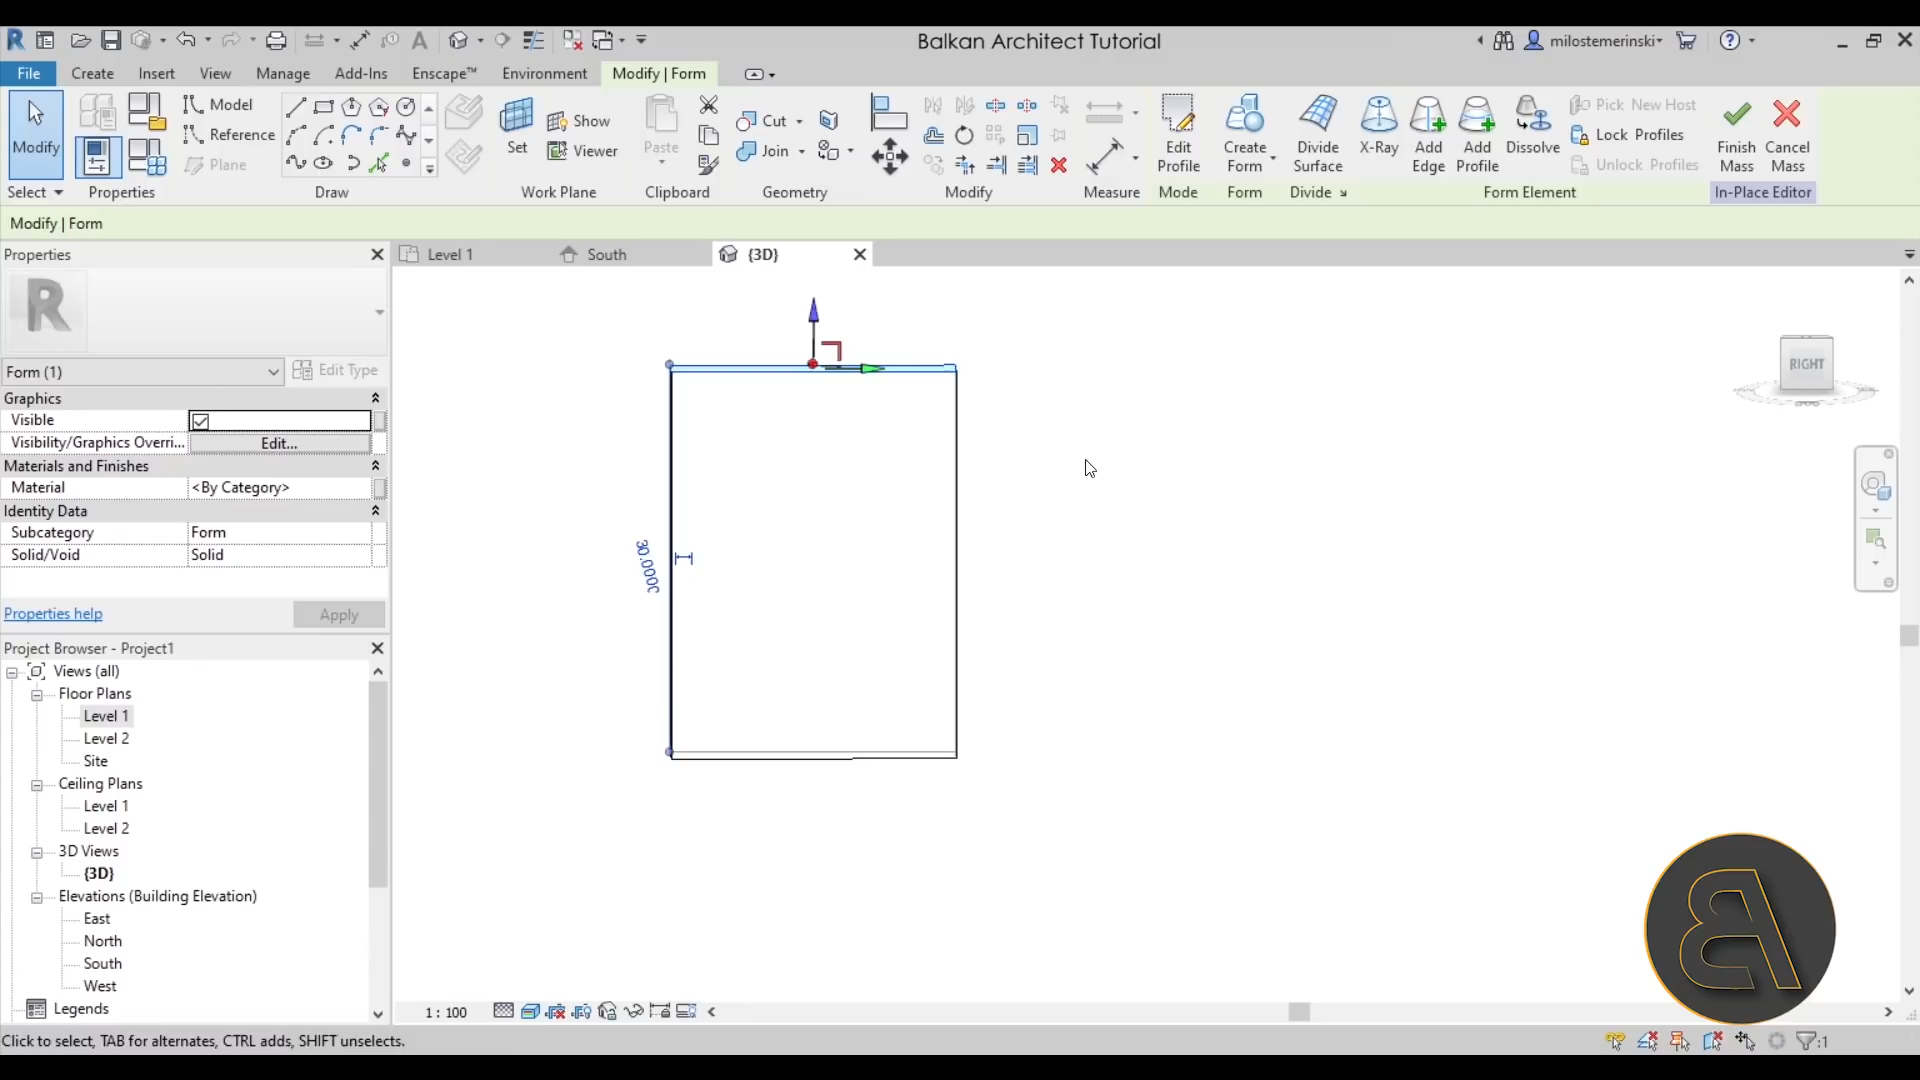 Balkan Architect Tutorial
milostemerinski
File Create Insert View Manage Add-Ins Enscape™ Environment Modify | Form
Modify
Model
Reference
Plane
Set
Show
Viewer
Paste
Cut
Join
Edit Profile
Create Form
Divide Surface
X-Ray
Add Edge
Add Profile
Dissolve
Pick New Host
Lock Profiles
Unlock Profiles
Finish Mass
Cancel Mass
Select Properties Draw Work Plane Clipboard Geometry Modify Measure Mode Form Divide Form Element In-Place Editor
Modify | Form
Properties
Level 1 South {3D}
R
Form (1) Edit Type
Graphics
Visible
Visibility/Graphics Overri... Edit...
Materials and Finishes
Material <By Category>
Identity Data
Subcategory Form
Solid/Void Solid
Properties help Apply
Project Browser - Project1
Views (all)
Floor Plans
Level 1
Level 2
Site
Ceiling Plans
Level 1
Level 2
3D Views
{3D}
Elevations (Building Elevation)
East
North
South
West
Legends
30.0000
RIGHT
1 : 100
Click to select, TAB for alternates, CTRL adds, SHIFT unselects.
:1
B